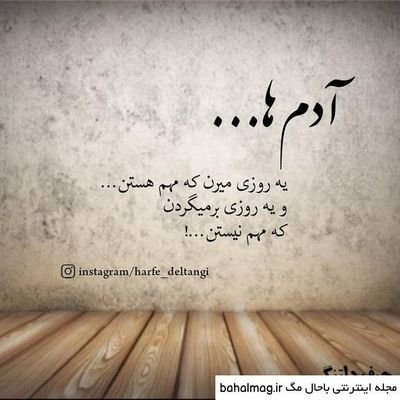 آدم ها...
یه روزی میرن که مهم هستن...
و یه روزی برمیگردن
که مهم نیستن...!
instagram/harfe_deltangi
مجله اینترنتی باحال مگ bahalmag.ir